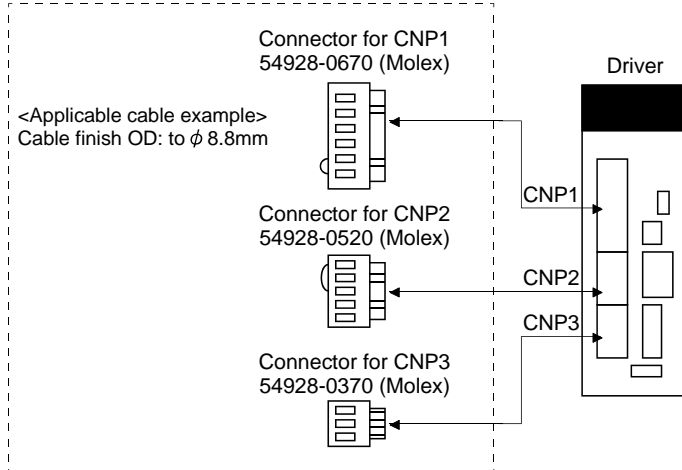 Connector for CNP1
54928-0670 (Molex)
Driver
<Applicable cable example>
Cable finish OD: to ϕ 8.8mm
CNP1
Connector for CNP2
54928-0520 (Molex)
CNP2
CNP3
Connector for CNP3
54928-0370 (Molex)